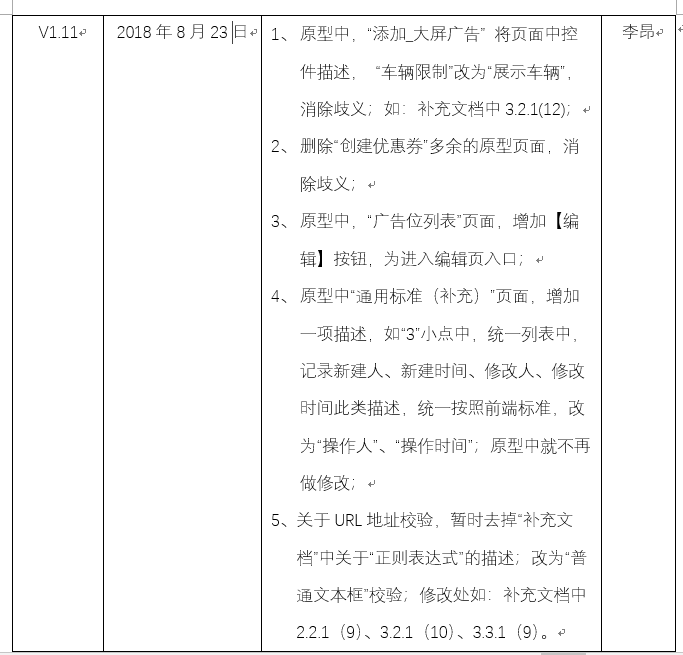 V1.11
2018 年 8 月 23 日
1、 原型中，“添加_大屏广告” 将页面中控
件描述， “车辆限制”改为“展示车辆”，
消除歧义；如：补充文档中 3.2.1(12)；
2、 删除“创建优惠券”多余的原型页面，消
除歧义；
3、 原型中，“广告位列表”页面，增加【编
辑】按钮，为进入编辑页入口；
4、 原型中“通用标准（补充）”页面，增加
一项描述，如“3”小点中，统一列表中，
记录新建人、新建时间、修改人、修改
时间此类描述，统一按照前端标准，改
为“操作人”、“操作时间”；原型中就不再
做修改；
5、关于 URL 地址校验，暂时去掉“补充文
档”中关于“正则表达式”的描述；改为“普
通文本框”校验；修改处如：补充文档中
2.2.1（9）、3.2.1（10）、3.3.1（9）。
李昂